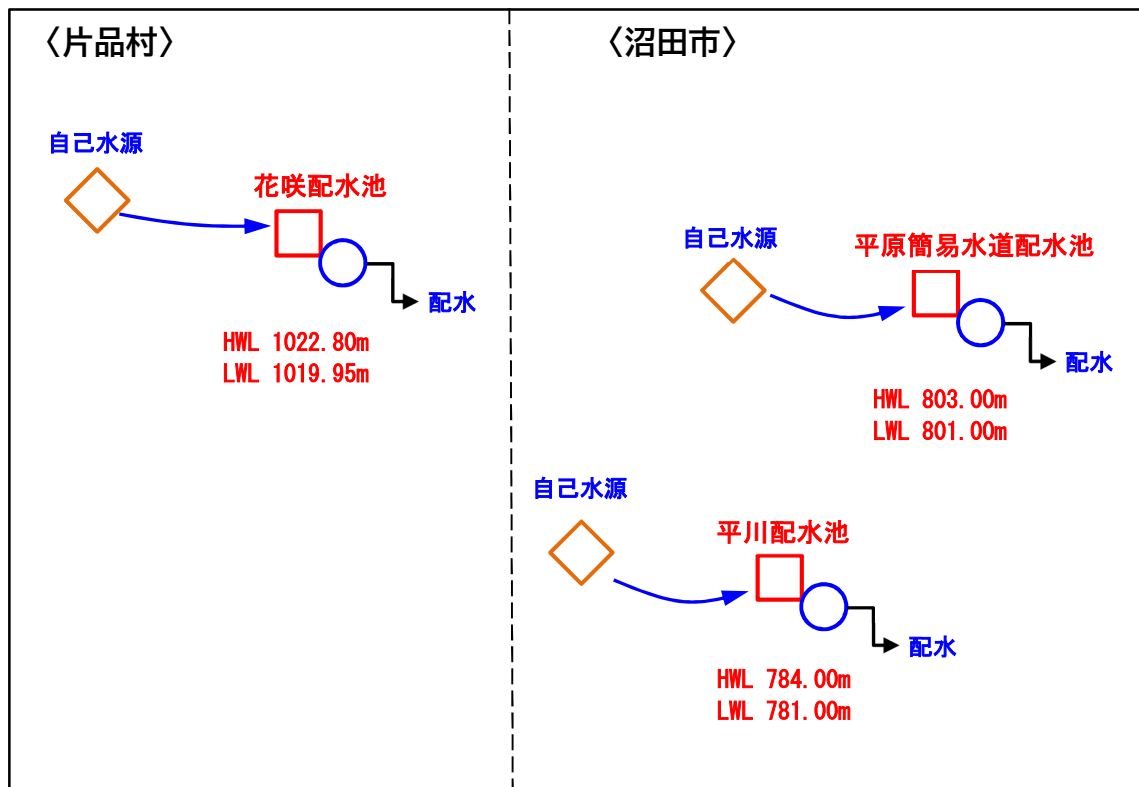 〈片品村〉
自己水源
花咲配水池
配水
HWL 1022.80m
LWL 1019.95m
〈沼田市〉
自己水源
平原簡易水道配水池
配水
HWL 803.00m
LWL 801.00m
自己水源
平川配水池
配水
HWL 784.00m
LWL 781.00m